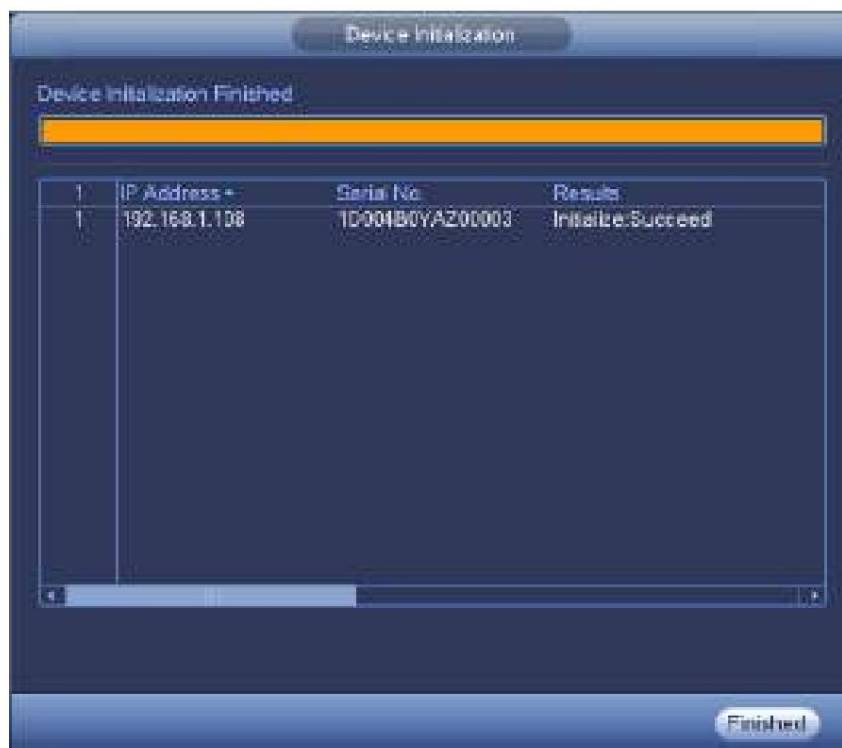 Device Initialization
Device Initialization Finished
1 IP Address Serial No. Results
1 192.168.1.108 1D004B0YAZ00003 Initialize:Succeed
Finished